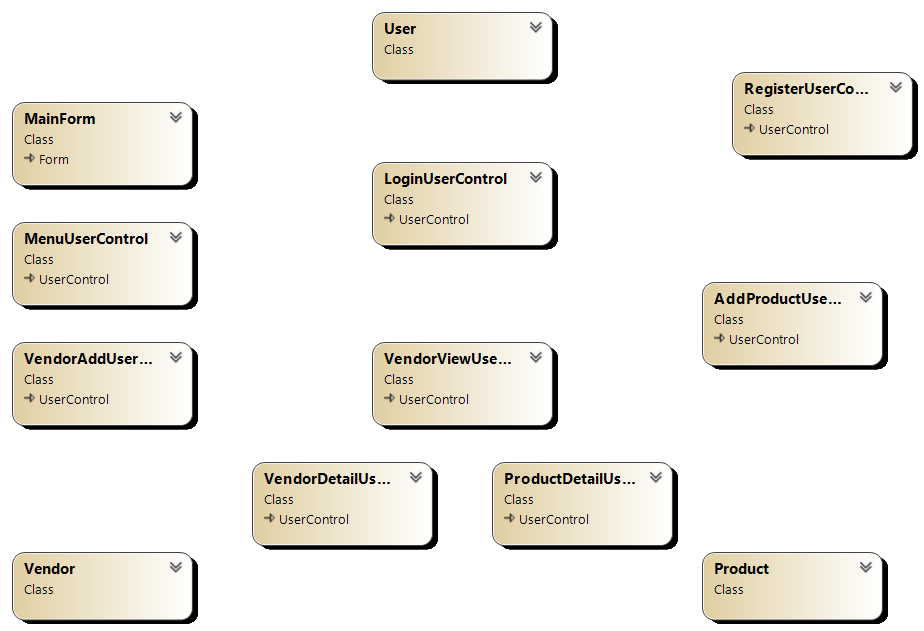 User
Class
RegisterUserCo...
Class
UserControl
MainForm
Class
Form
LoginUserControl
Class
UserControl
MenuUserControl
Class
UserControl
AddProductUse...
Class
UserControl
VendorAddUser...
Class
UserControl
VendorViewUse...
Class
UserControl
VendorDetailUs...
Class
UserControl
ProductDetailUs...
Class
UserControl
Vendor
Class
Product
Class